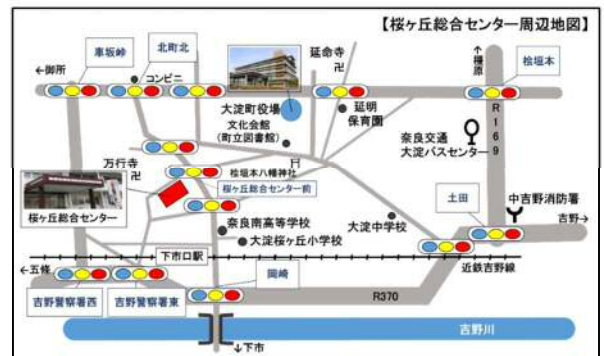 【桜ヶ丘総合センター周辺地図】
車坂峠
北町北
延命寺
卍
↑橿原
桧垣本
←御所
コンビニ
大淀町役場
延明
保育園
R169
文化会館
(町立図書館)
奈良交通
大淀バスセンター
万行寺
卍
桧垣本八幡神社
桜ヶ丘総合センター前
桜ヶ丘総合センター
奈良南高等学校
大淀桜ヶ丘小学校
大淀中学校
土田
中吉野消防署
吉野→
下市口駅
近鉄吉野線
←五條
岡崎
吉野警察署西
吉野警察署東
R370
吉野川
↓下市